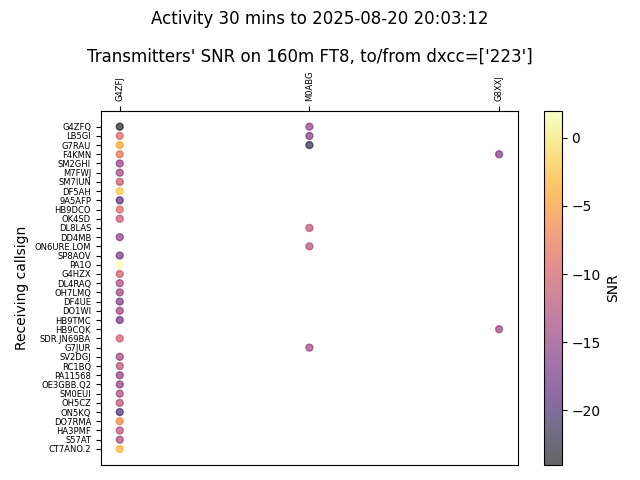 Activity 30 mins to 2025-08-20 20:03:12
Transmitters' SNR on 160m FT8, to/from dxcc=['223']
G4ZFJ
M0ABG
G8XXJ
G4ZFQ
LB5GI
G7RAU
F4KMN
SM2GHI
M7FWJ
SM7IUN
DF5AH
9A5AFP
HB9DCO
OK4SD
DL8LAS
DD4MB
ON6URE.LOM
SP8AOV
PA1O
G4HZX
DL4RAQ
OH7LMQ
DF4UE
DO1WI
HB9TMC
HB9CQK
SDR.JN69BA
G7JUR
SV2DGJ
RC1BQ
PA11568
OE3GBB.Q2
SM0EUI
OH5CZ
ON5KQ
DO7RMA
HA3PMF
S57AT
CT7ANO.2
Receiving callsign
0
−5
−10
−15
−20
SNR